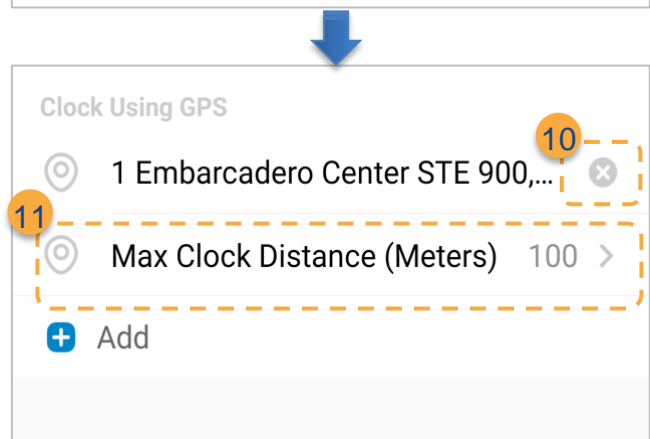 Clock Using GPS
10
1 Embarcadero Center STE 900,...
11
Max Clock Distance (Meters) 100
Add